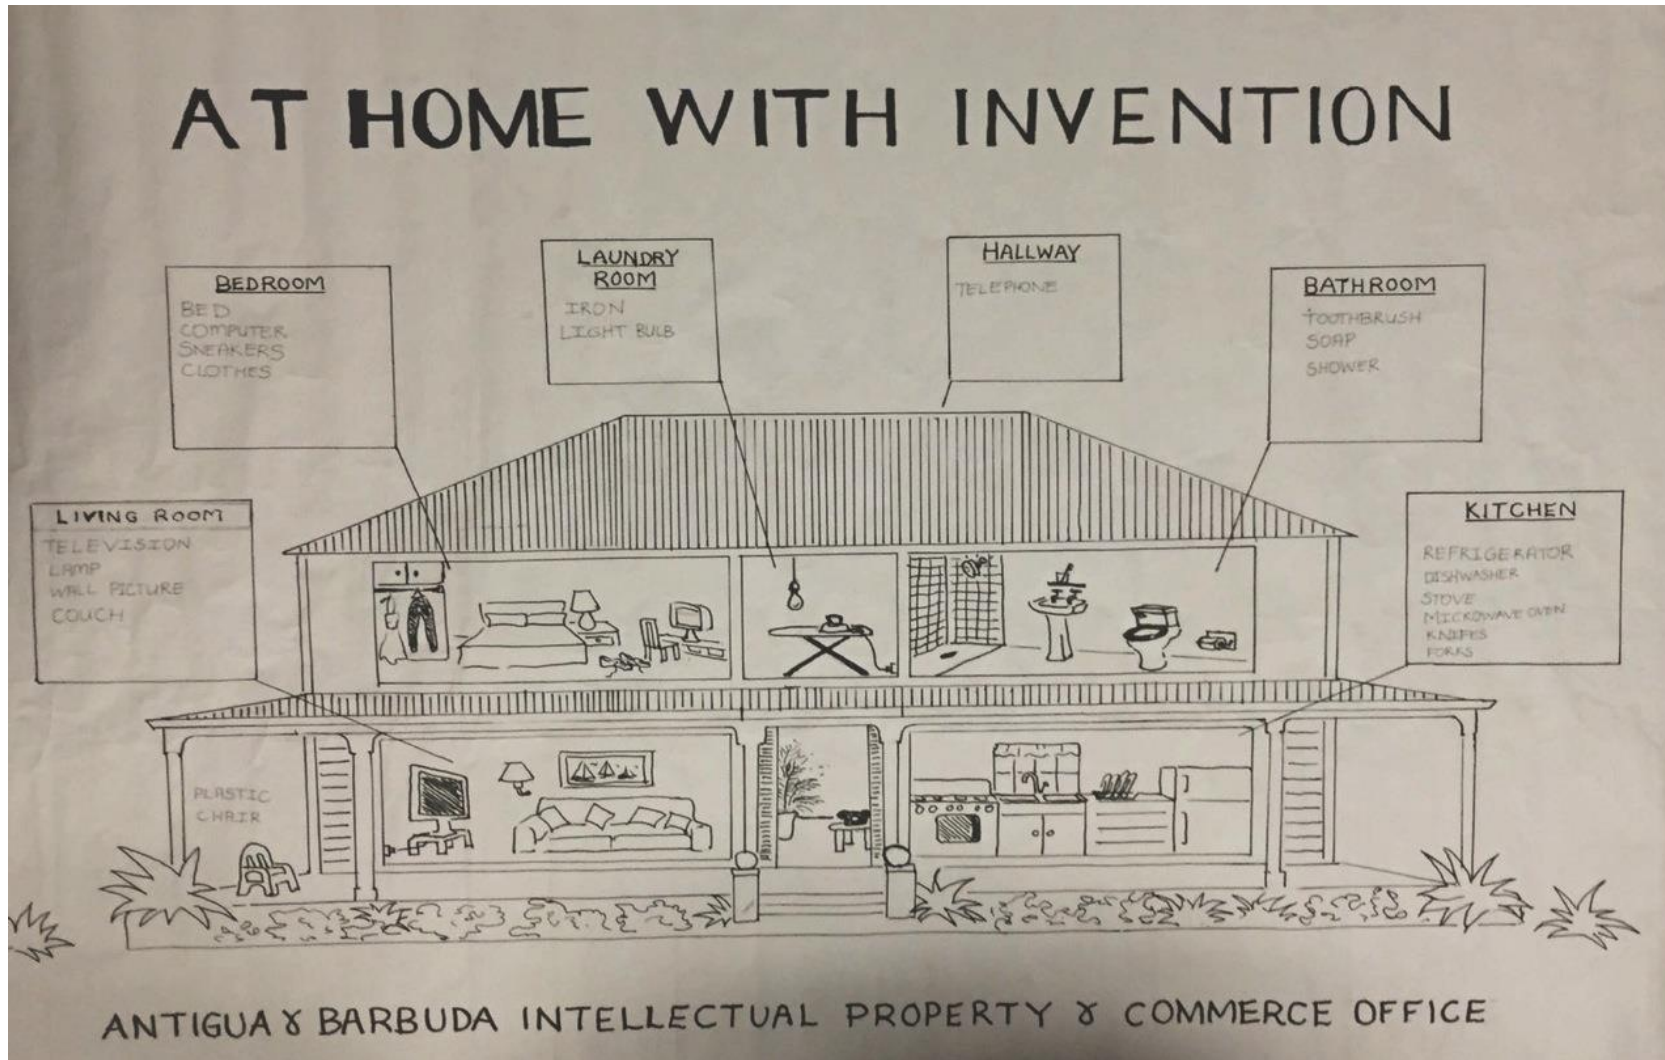 AT HOME WITH INVENTION
BEDROOM
BED
COMPUTER
SNEAKERS
CLOTHES
LAUNDRY
ROOM
IRON
LIGHT BULB
HALLWAY
TELEPHONE
BATHROOM
TOOTHBRUSH
SOAP
SHOWER
LIVING ROOM
TELEVISION
LAMP
WALL PICTURE
COUCH
KITCHEN
REFRIGERATOR
DISHWASHER
STOVE
MICKOWAVE OVEN
KNIFES
FORKS
PLASTIC
CHAIR
ANTIGUA & BARBUDA INTELLECTUAL PROPERTY & COMMERCE OFFICE